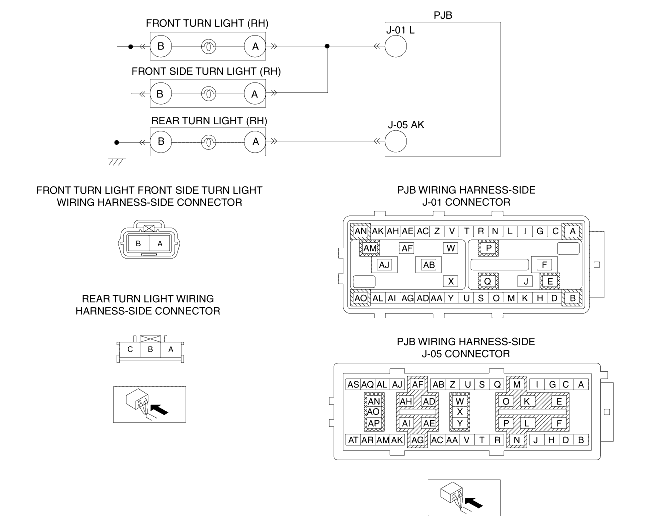 FRONT TURN LIGHT (RH)
PJB
B A
J-01 L
FRONT SIDE TURN LIGHT (RH)
B A
REAR TURN LIGHT (RH)
B A
J-05 AK
FRONT TURN LIGHT FRONT SIDE TURN LIGHT
WIRING HARNESS-SIDE CONNECTOR
B A
REAR TURN LIGHT WIRING
HARNESS-SIDE CONNECTOR
C B A
PJB WIRING HARNESS-SIDE
J-01 CONNECTOR
AN AK AH AE AC Z V T R N L I G C A
AM AF W P
AJ AB F
X Q J E
AO AL AI AG AD AA Y U S O M K H D B
PJB WIRING HARNESS-SIDE
J-05 CONNECTOR
AS AQ AL AJ AF AB Z U S Q M I G C A
AN AH AD W O K E
AO X
AP AI AE Y P L F
AT AR AM AK AG AC AA V T R N J H D B